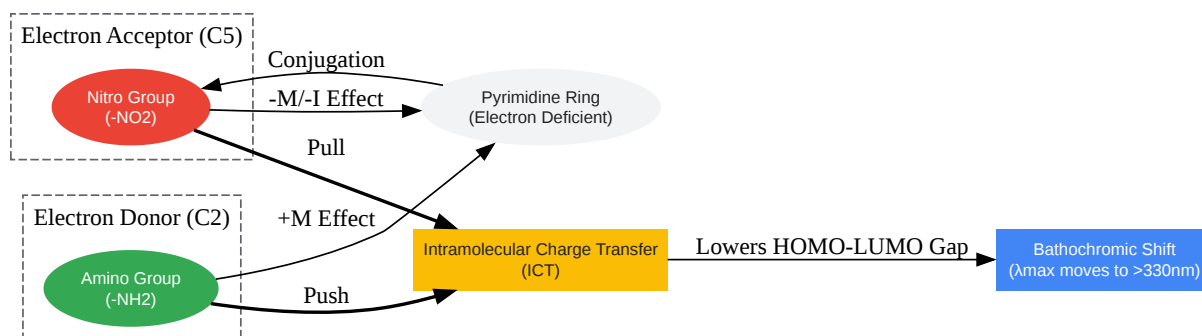 Electron Acceptor (C5)
Nitro Group
(-NO2)
Conjugation
-M/-I Effect
Pyrimidine Ring
(Electron Deficient)
Pull
Electron Donor (C2)
Amino Group
(-NH2)
+M Effect
Push
Intramolecular Charge Transfer
(ICT)
Lowers HOMO-LUMO Gap
Bathochromic Shift
(λmax moves to >330nm)